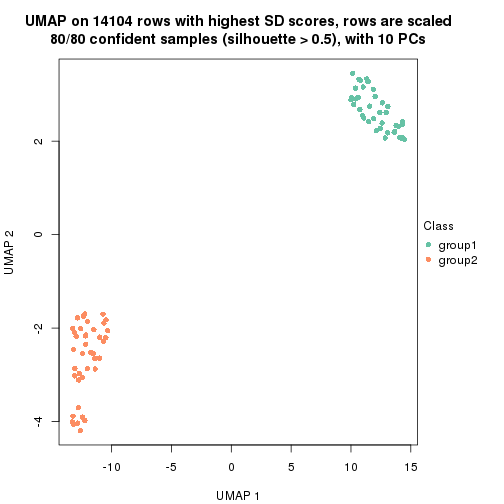 UMAP on 14104 rows with highest SD scores, rows are scaled
80/80 confident samples (silhouette > 0.5), with 10 PCs
2
0
-2
-4
UMAP 2
Class
group1
group2
-10
-5
0
5
10
15
UMAP 1